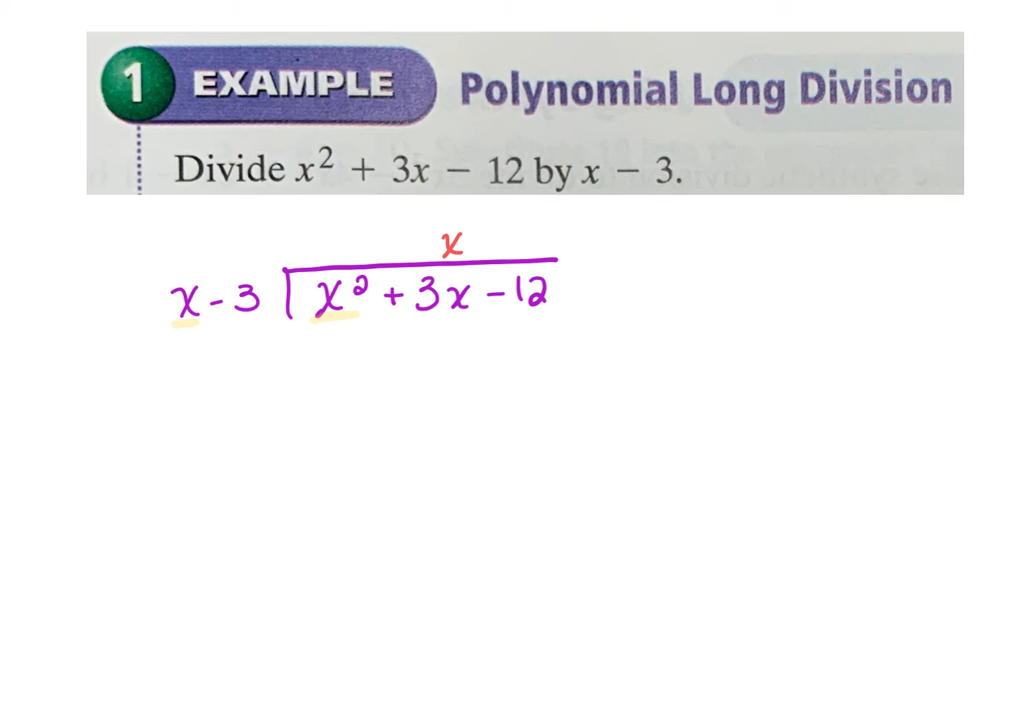 1 EXAMPLE Polynomial Long Division
Divide x² + 3x − 12 by x − 3.
x
x - 3 x² + 3x - 12